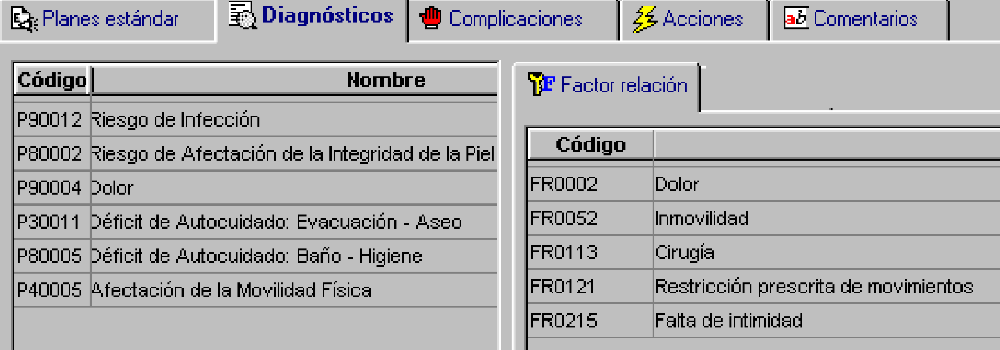 Planes estándar
Diagnósticos
Complicaciones
Acciones
Comentarios
Código Nombre
P90012 Riesgo de Infección
P80002 Riesgo de Afectación de la Integridad de la Piel
P90004 Dolor
P30011 Déficit de Autocuidado: Evacuación - Aseo
P80005 Déficit de Autocuidado: Baño - Higiene
P40005 Afectación de la Movilidad Física
F Factor relación
Código
FR0002 Dolor
FR0052 Inmovilidad
FR0113 Cirugía
FR0121 Restricción prescrita de movimientos
FR0215 Falta de intimidad